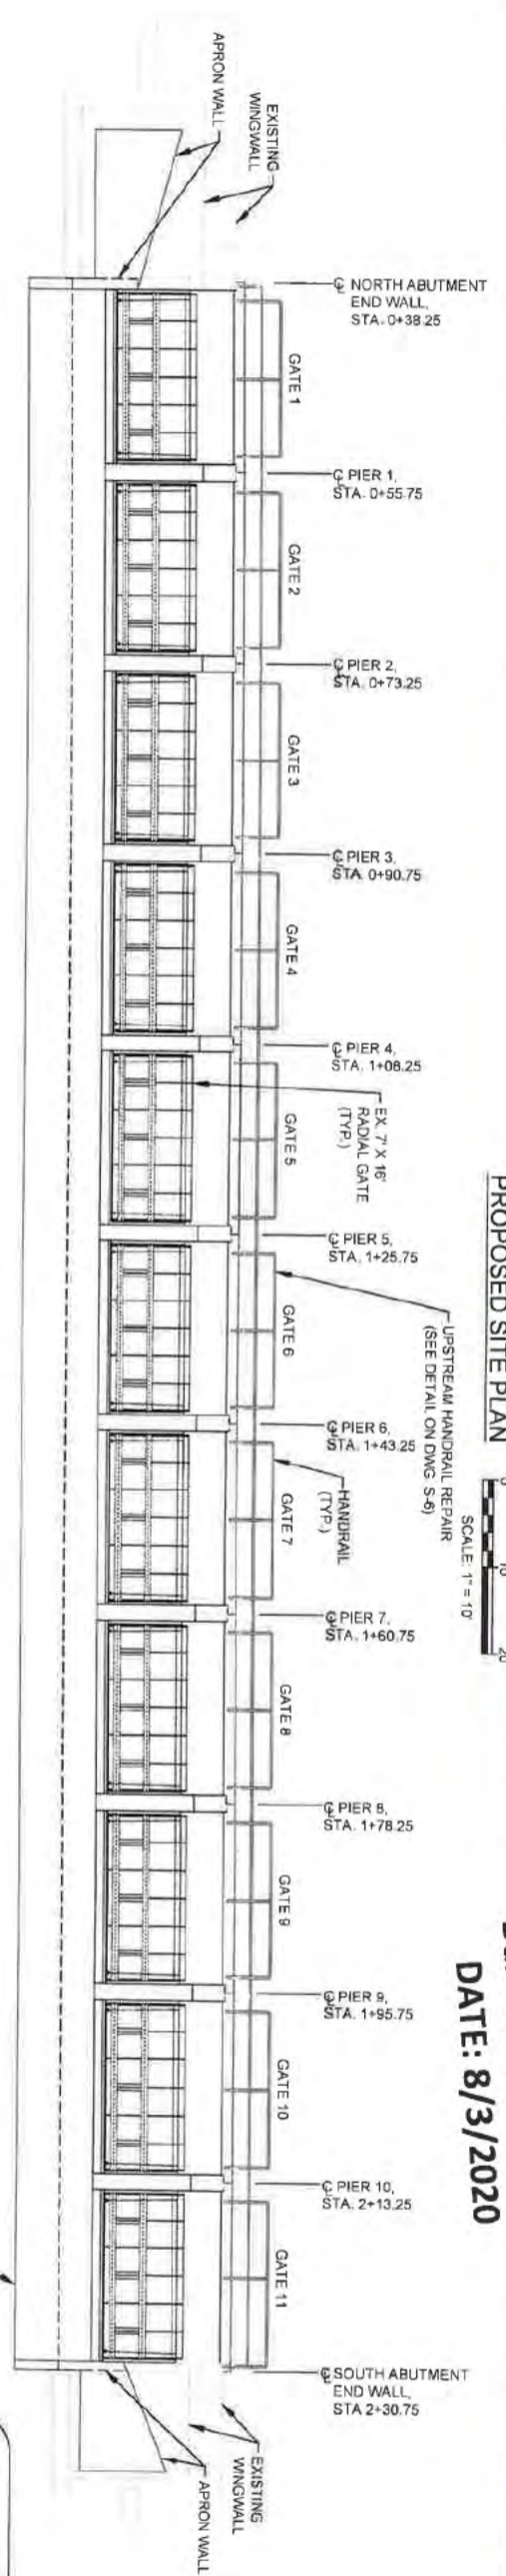 APRON WALL
EXISTING
WINGWALL
℄ NORTH ABUTMENT
END WALL,
STA. 0+38.25
GATE 1
℄ PIER 1,
STA. 0+55.75
GATE 2
℄ PIER 2,
STA. 0+73.25
GATE 3
℄ PIER 3,
STA. 0+90.75
GATE 4
℄ PIER 4,
STA. 1+08.25
EX. 7' X 16'
RADIAL GATE
(TYP.)
GATE 5
℄ PIER 5,
STA. 1+25.75
PROPOSED SITE PLAN
SCALE: 1" = 10'
0
10
20
UPSTREAM HANDRAIL REPAIR
(SEE DETAIL ON DWG S-6)
GATE 6
℄ PIER 6,
STA. 1+43.25
HANDRAIL
(TYP.)
GATE 7
℄ PIER 7,
STA. 1+60.75
GATE 8
℄ PIER 8,
STA. 1+78.25
GATE 9
℄ PIER 9,
STA. 1+95.75
DATE: 8/3/2020
GATE 10
℄ PIER 10,
STA. 2+13.25
GATE 11
℄ SOUTH ABUTMENT
END WALL,
STA 2+30.75
EXISTING
WINGWALL
APRON WALL